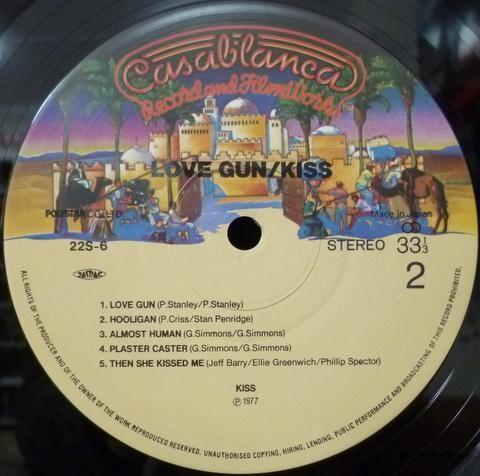 Casablanca
Record and FilmWorks
LOVE GUN/KISS
POLYSTAR CO., LTD.
Made in Japan
22S-6
STEREO 33 1/3
JASRAC
2
1. LOVE GUN (P.Stanley/P.Stanley)
2. HOOLIGAN (P.Criss/Stan Penridge)
3. ALMOST HUMAN (G.Simmons/G.Simmons)
4. PLASTER CASTER (G.Simmons/G.Simmons)
5. THEN SHE KISSED ME (Jeff Barry/Ellie Greenwich/Phillip Spector)
KISS
Ⓟ 1977
ALL RIGHTS OF THE PRODUCER AND OF THE OWNER OF THE WORK REPRODUCED RESERVED, UNAUTHORISED COPYING, HIRING, LENDING, PUBLIC PERFORMANCE AND BROADCASTING OF THIS RECORD PROHIBITED.